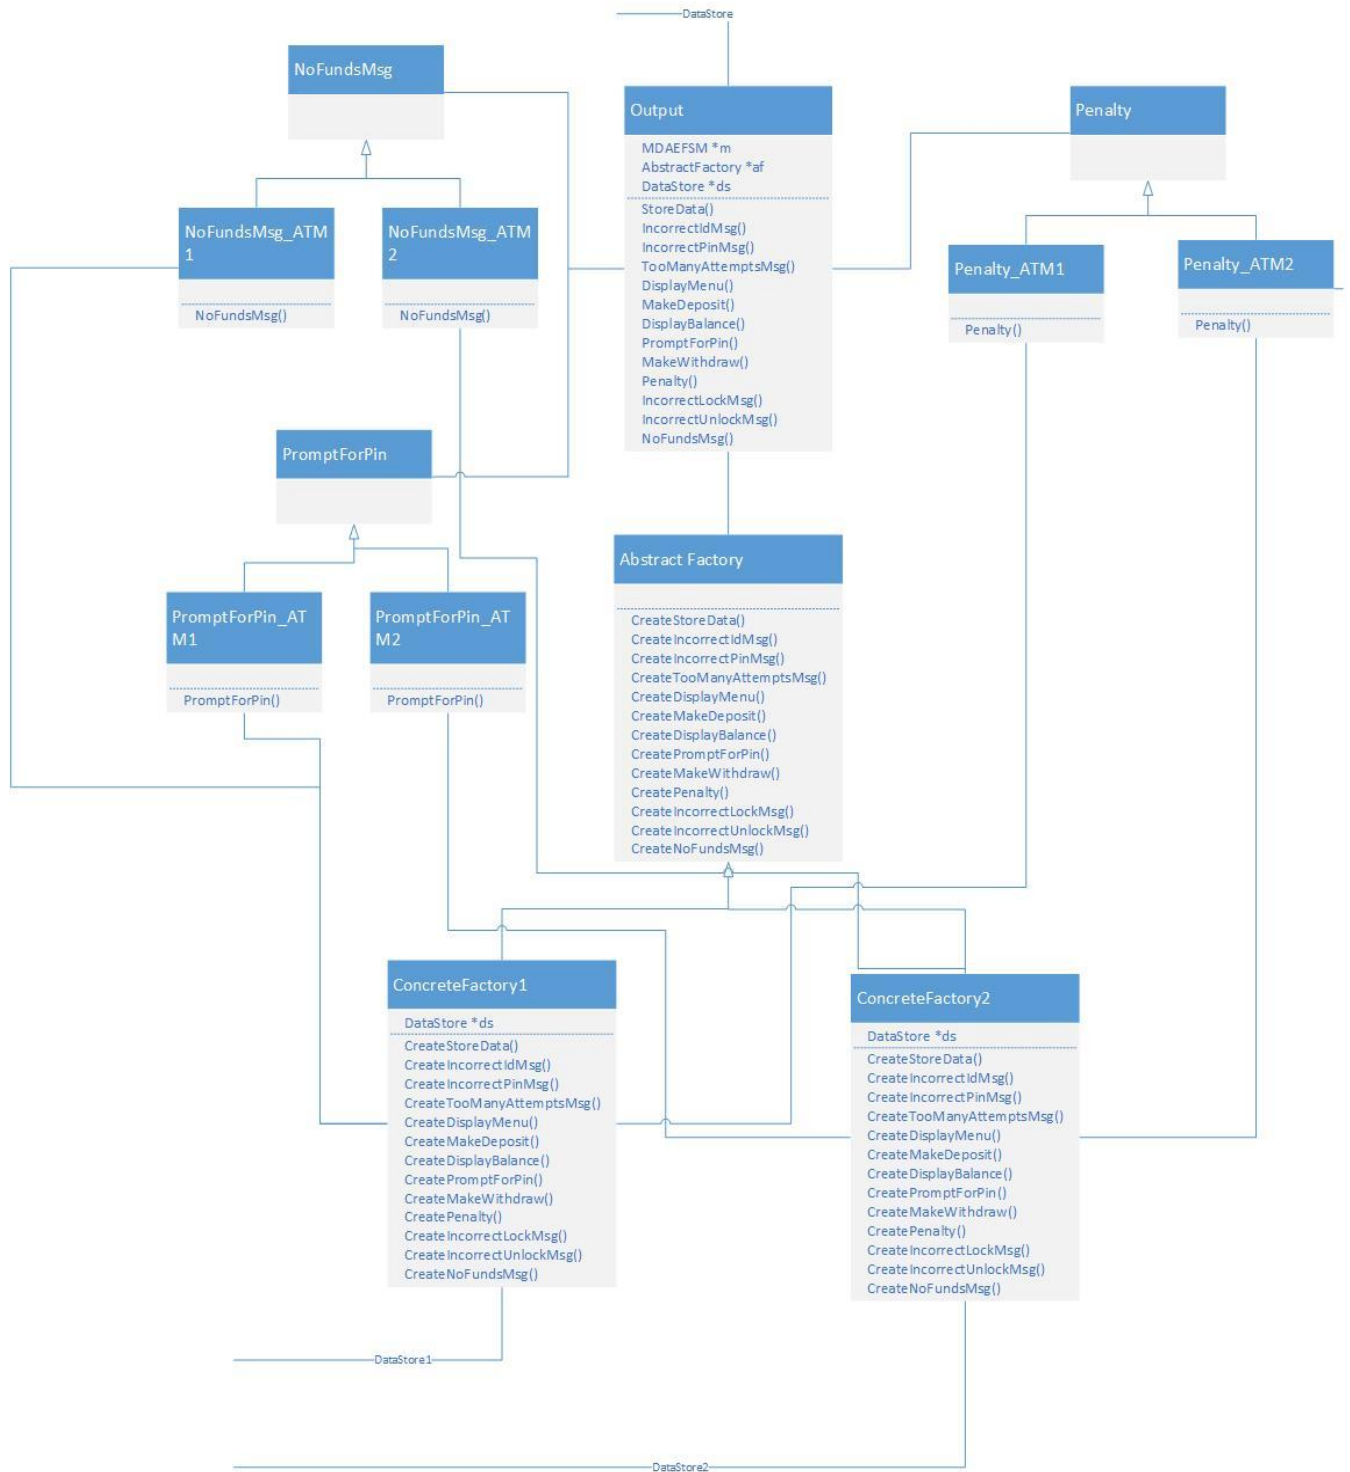 DataStore
NoFundsMsg
Output
MDAEFSM *m
AbstractFactory *af
DataStore *ds
StoreData()
IncorrectIdMsg()
IncorrectPinMsg()
TooManyAttemptsMsg()
DisplayMenu()
MakeDeposit()
DisplayBalance()
PromptForPin()
MakeWithdraw()
Penalty()
IncorrectLockMsg()
IncorrectUnlockMsg()
NoFundsMsg()
Penalty
NoFundsMsg_ATM
1
NoFundsMsg()
NoFundsMsg_ATM
2
NoFundsMsg()
Penalty_ATM1
Penalty()
Penalty_ATM2
Penalty()
PromptForPin
PromptForPin_AT
M1
PromptForPin()
PromptForPin_AT
M2
PromptForPin()
Abstract Factory
CreateStoreData()
CreateIncorrectIdMsg()
CreateIncorrectPinMsg()
CreateTooManyAttemptsMsg()
CreateDisplayMenu()
CreateMakeDeposit()
CreateDisplayBalance()
CreatePromptForPin()
CreateMakeWithdraw()
CreatePenalty()
CreateIncorrectLockMsg()
CreateIncorrectUnlockMsg()
CreateNoFundsMsg()
ConcreteFactory1
DataStore *ds
CreateStoreData()
CreateIncorrectIdMsg()
CreateIncorrectPinMsg()
CreateTooManyAttemptsMsg()
CreateDisplayMenu()
CreateMakeDeposit()
CreateDisplayBalance()
CreatePromptForPin()
CreateMakeWithdraw()
CreatePenalty()
CreateIncorrectLockMsg()
CreateIncorrectUnlockMsg()
CreateNoFundsMsg()
ConcreteFactory2
DataStore *ds
CreateStoreData()
CreateIncorrectIdMsg()
CreateIncorrectPinMsg()
CreateTooManyAttemptsMsg()
CreateDisplayMenu()
CreateMakeDeposit()
CreateDisplayBalance()
CreatePromptForPin()
CreateMakeWithdraw()
CreatePenalty()
CreateIncorrectLockMsg()
CreateIncorrectUnlockMsg()
CreateNoFundsMsg()
DataStore1
DataStore2